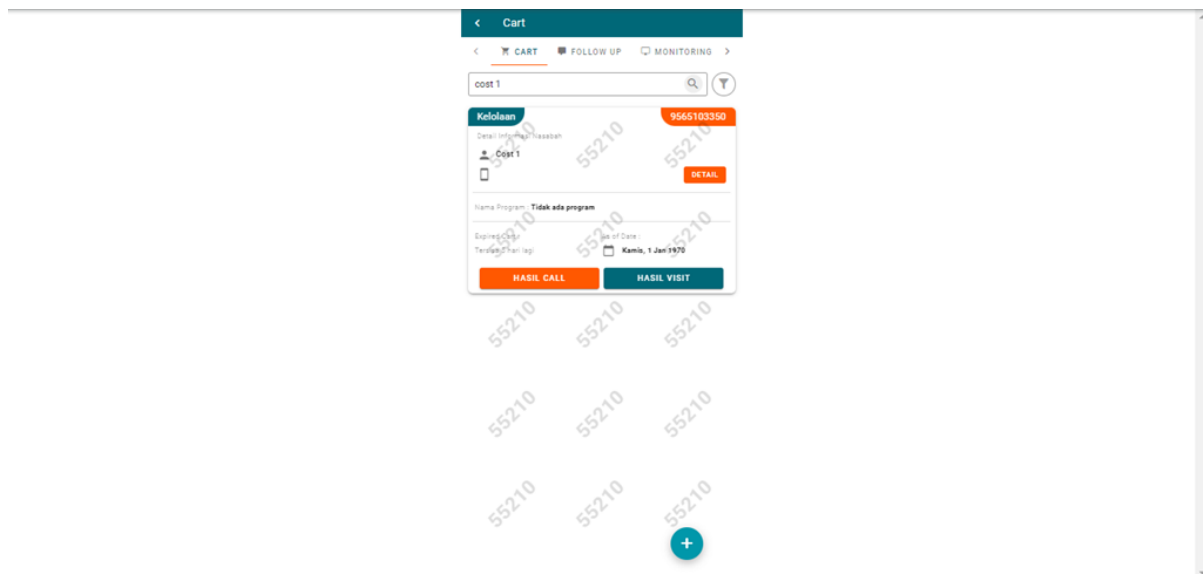 Cart
CART FOLLOW UP MONITORING
cost 1
Kelolaan 9565103350
Detail Informasi Nasabah
55210 55210 55210
Cost 1
DETAIL
Nama Program : Tidak ada program
55210 55210 55210
Expired As of Date :
hari lagi Kamis, 1 Jan 1970
HASIL CALL HASIL VISIT
55210 55210 55210
55210 55210 55210
55210 55210 55210